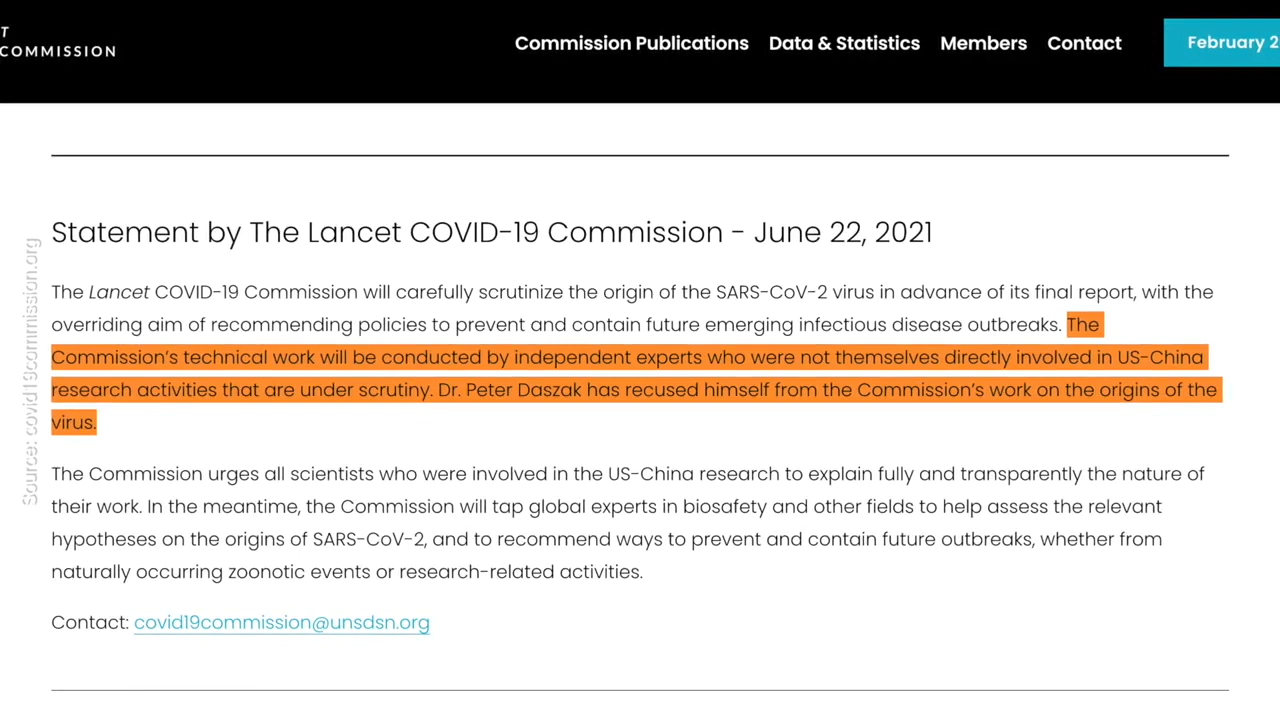 T
COMMISSION
Commission Publications Data & Statistics Members Contact February 2
Statement by The Lancet COVID-19 Commission - June 22, 2021
The Lancet COVID-19 Commission will carefully scrutinize the origin of the SARS-CoV-2 virus in advance of its final report, with the
overriding aim of recommending policies to prevent and contain future emerging infectious disease outbreaks. The
Commission's technical work will be conducted by independent experts who were not themselves directly involved in US-China
research activities that are under scrutiny. Dr. Peter Daszak has recused himself from the Commission's work on the origins of the
virus.
The Commission urges all scientists who were involved in the US-China research to explain fully and transparently the nature of
their work. In the meantime, the Commission will tap global experts in biosafety and other fields to help assess the relevant
hypotheses on the origins of SARS-CoV-2, and to recommend ways to prevent and contain future outbreaks, whether from
naturally occurring zoonotic events or research-related activities.
Contact: covid19commission@unsdsn.org
Source: covid19commission.org